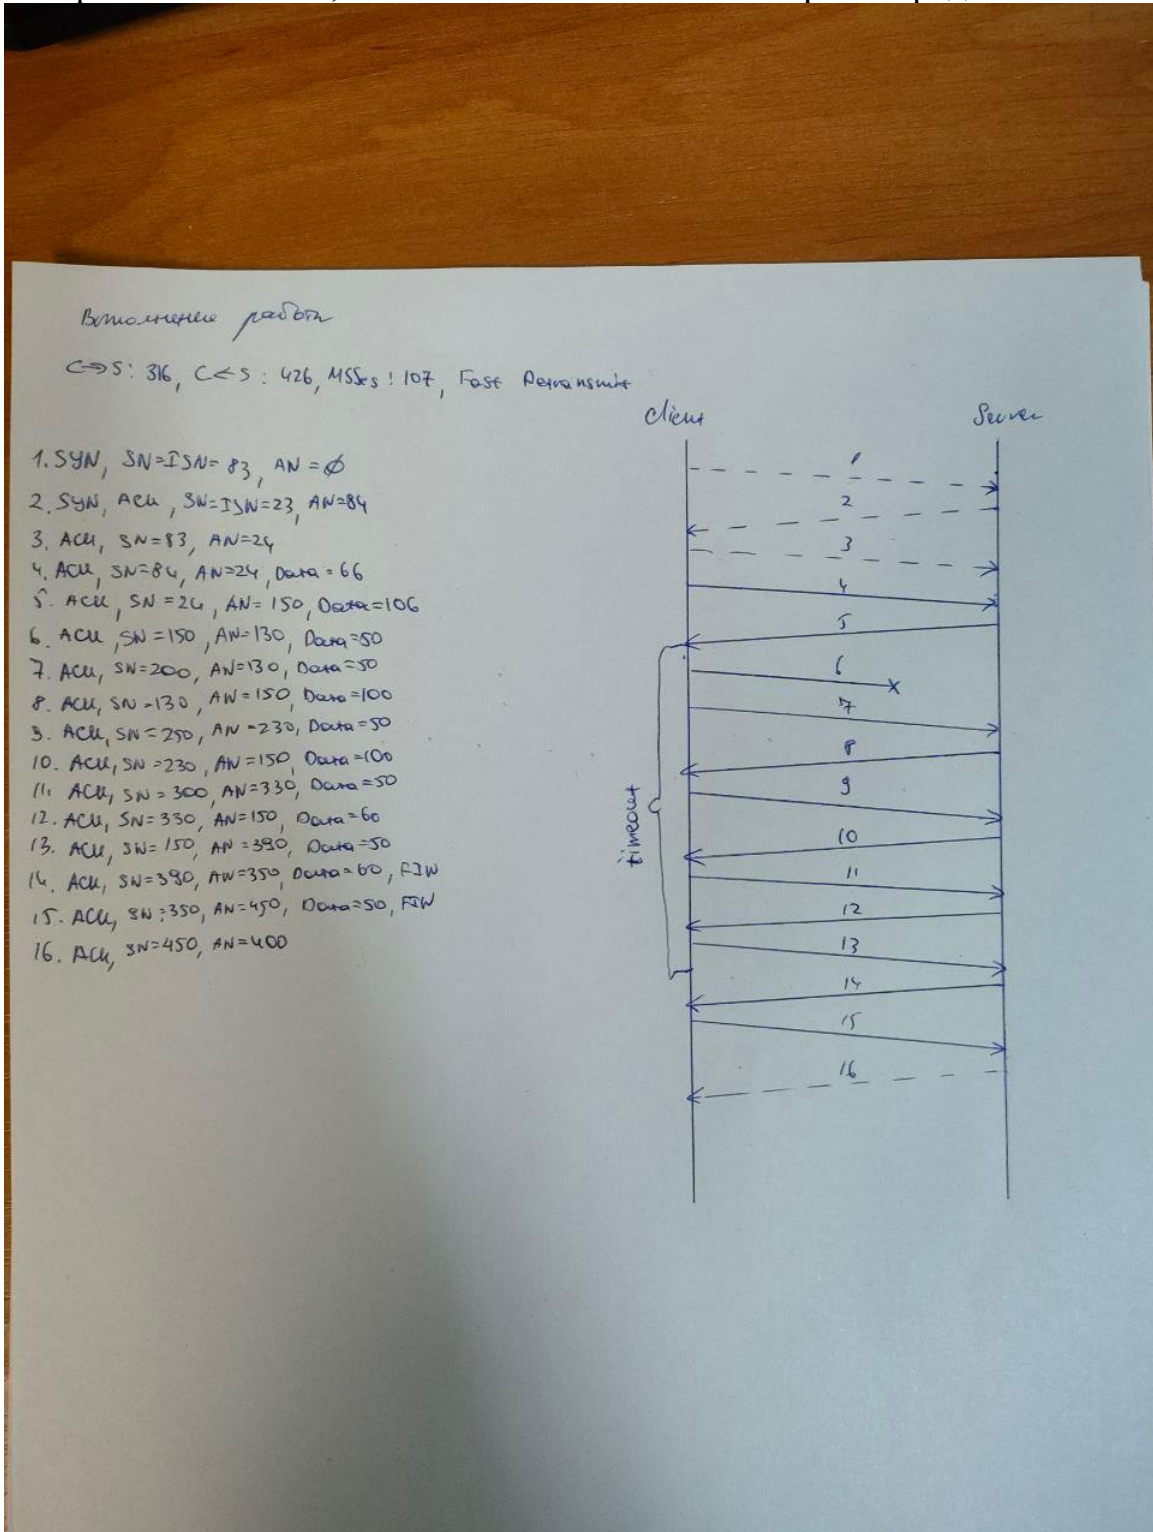 Выполнение работы
C→S: 316, C←S: 426, MSScs: 107, Fast Retransmit
Client Server
1. SYN, SN=ISN=83, AN=Ø
2. SYN, ACK, SN=ISN=23, AN=84
3. ACK, SN=83, AN=24
4. ACK, SN=84, AN=24, Data=66
5. ACK, SN=24, AN=150, Data=106
6. ACK, SN=150, AN=130, Data=50
7. ACK, SN=200, AN=130, Data=50
8. ACK, SN=130, AN=150, Data=100
9. ACK, SN=250, AN=230, Data=50
10. ACK, SN=230, AN=150, Data=100
11. ACK, SN=300, AN=330, Data=50
12. ACK, SN=330, AN=150, Data=60
13. ACK, SN=150, AN=390, Data=50
14. ACK, SN=390, AN=350, Data=60, FIN
15. ACK, SN=350, AN=450, Data=50, FIN
16. ACK, SN=450, AN=400
1
2
3
4
5
6
7
8
9
timeout
10
11
12
13
14
15
16